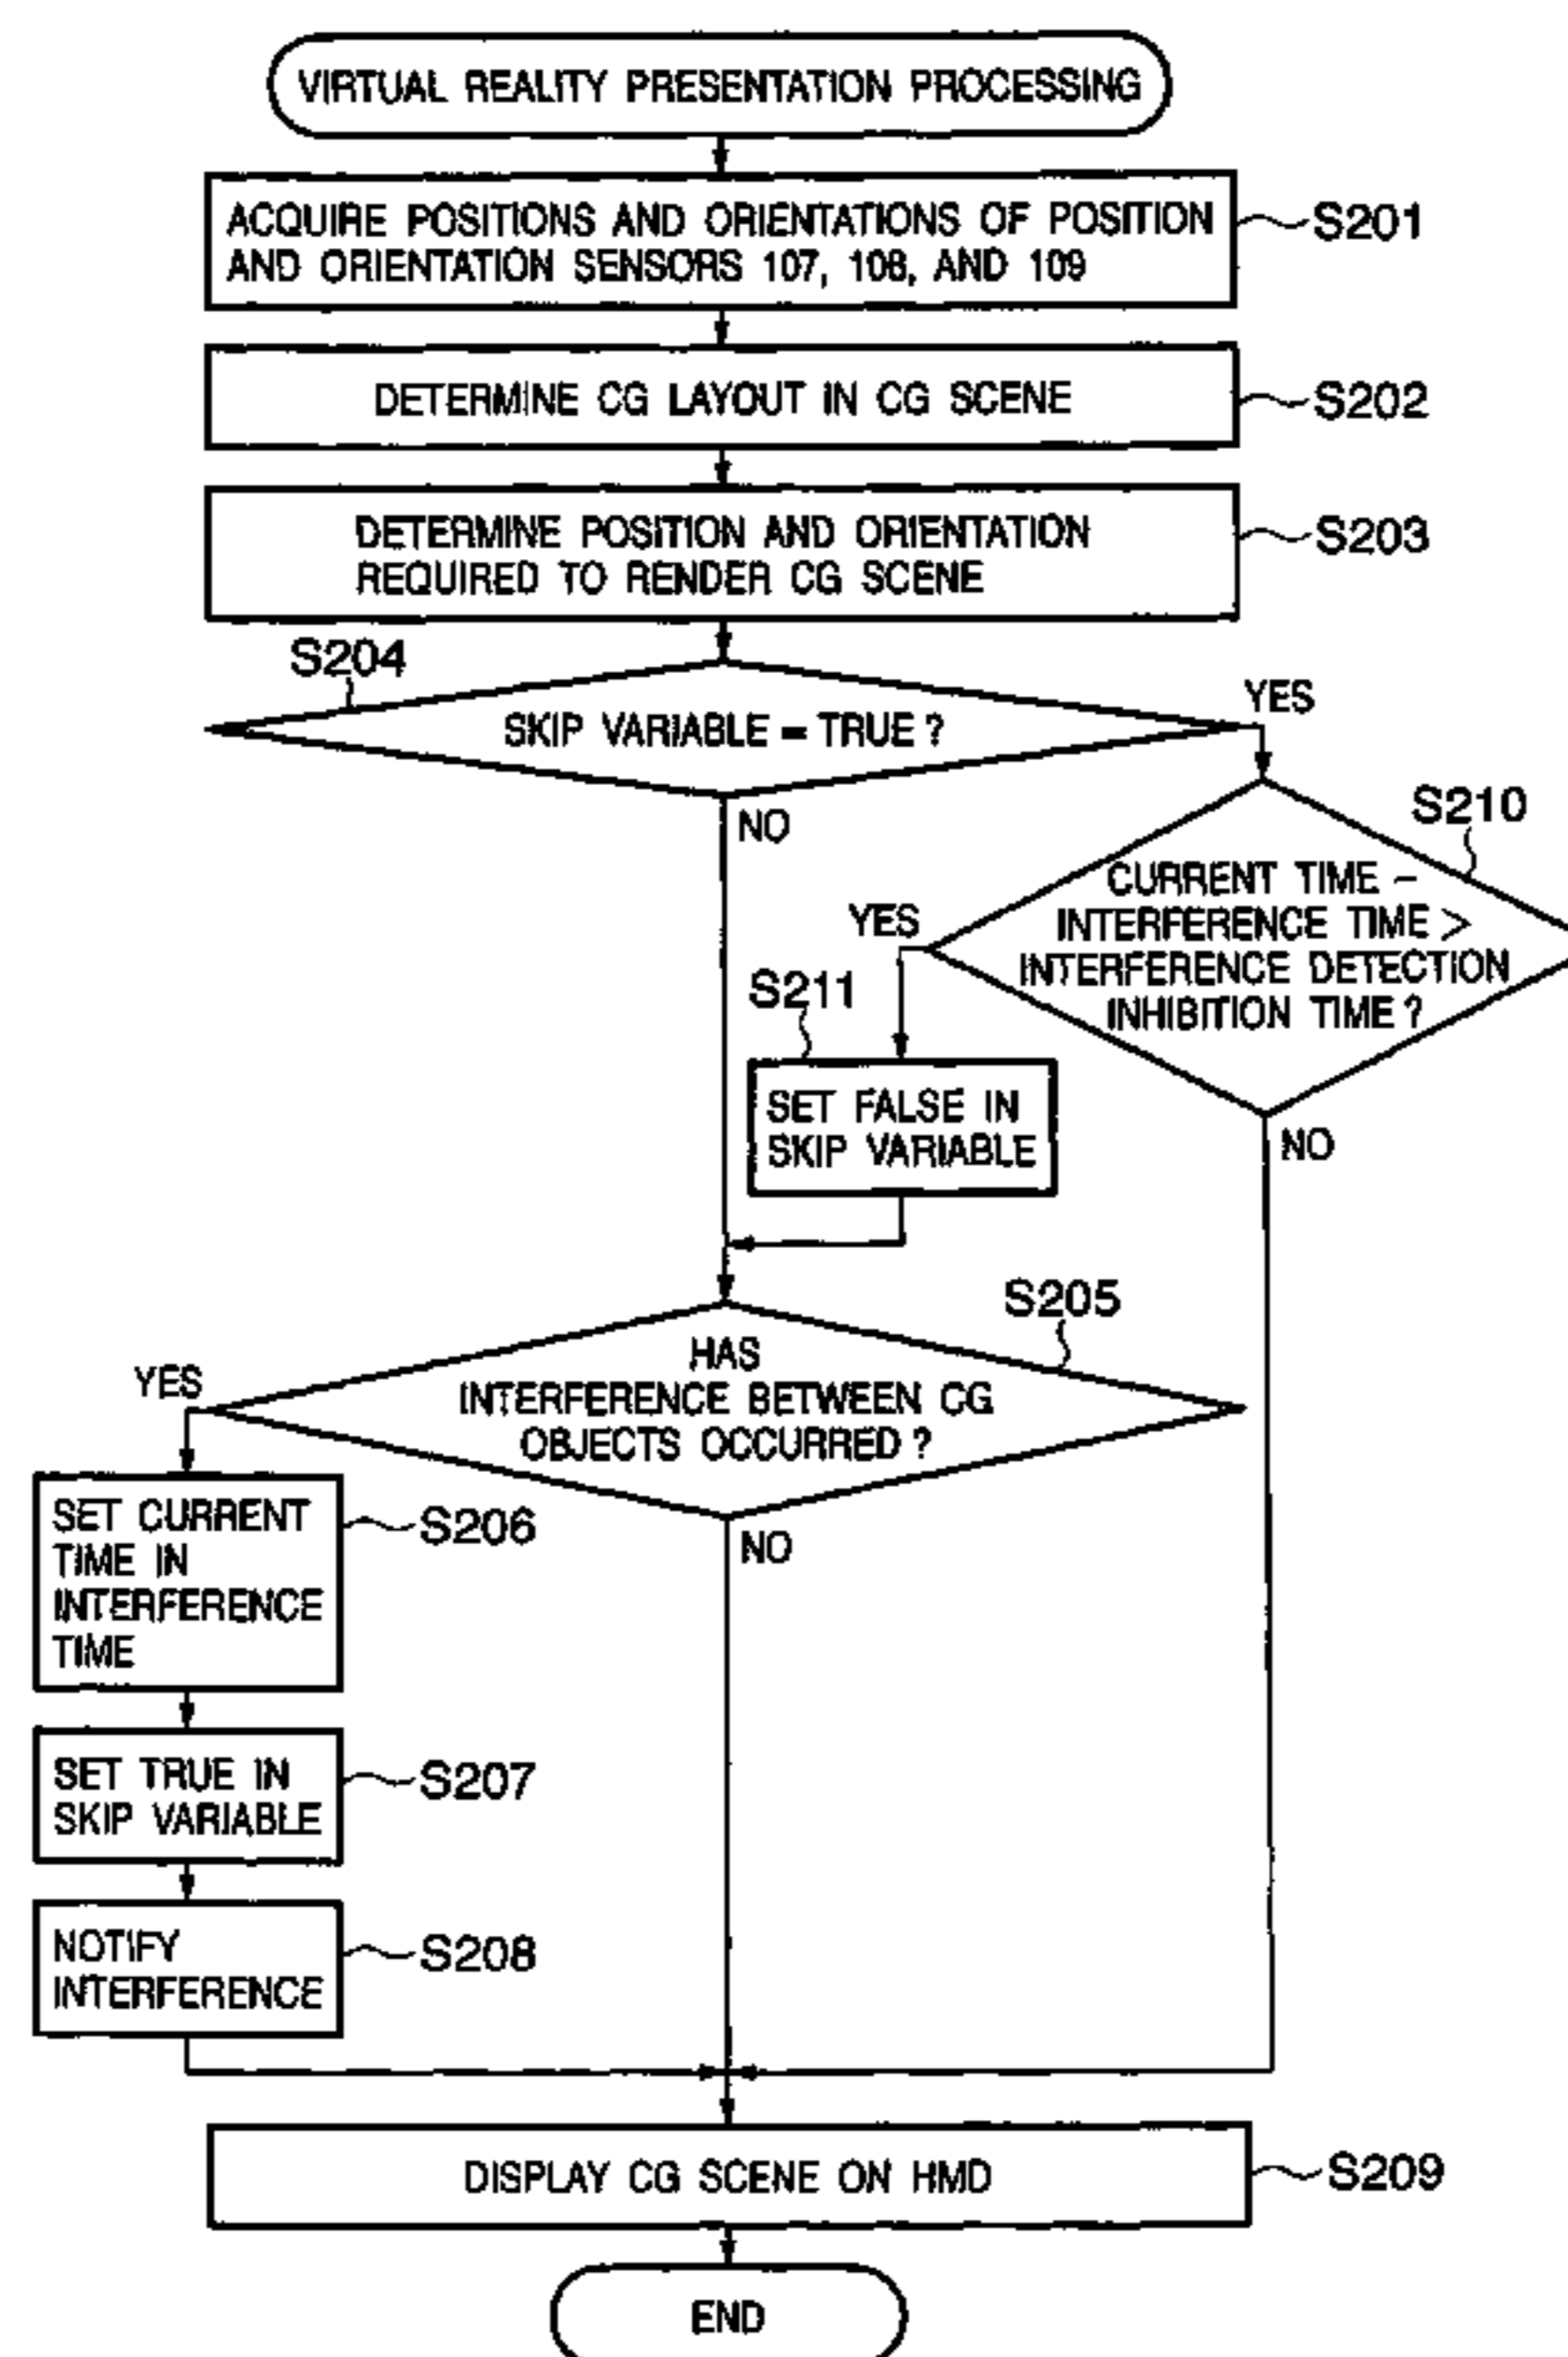 VIRTUAL REALITY PRESENTATION PROCESSING
ACQUIRE POSITIONS AND ORIENTATIONS OF POSITION
AND ORIENTATION SENSORS 107, 108, AND 109
S201
DETERMINE CG LAYOUT IN CG SCENE
S202
DETERMINE POSITION AND ORIENTATION
REQUIRED TO RENDER CG SCENE
S203
S204
SKIP VARIABLE = TRUE ?
YES
NO
S210
CURRENT TIME –
INTERFERENCE TIME >
INTERFERENCE DETECTION
INHIBITION TIME ?
YES
NO
S211
SET FALSE IN
SKIP VARIABLE
S205
HAS
INTERFERENCE BETWEEN CG
OBJECTS OCCURRED ?
YES
NO
SET CURRENT
TIME IN
INTERFERENCE
TIME
S206
SET TRUE IN
SKIP VARIABLE
S207
NOTIFY
INTERFERENCE
S208
DISPLAY CG SCENE ON HMD
S209
END